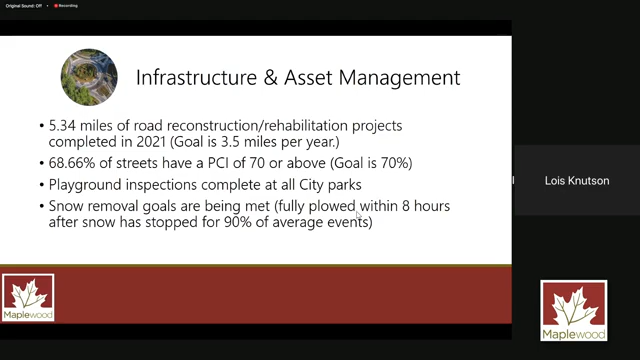 Original Sound: Off
Recording
Infrastructure & Asset Management
• 5.34 miles of road reconstruction/rehabilitation projects
completed in 2021 (Goal is 3.5 miles per year.)
• 68.66% of streets have a PCI of 70 or above (Goal is 70%)
• Playground inspections complete at all City parks
• Snow removal goals are being met (fully plowed within 8 hours
after snow has stopped for 90% of average events)
Lois Knutson
Maplewood
Maplewood